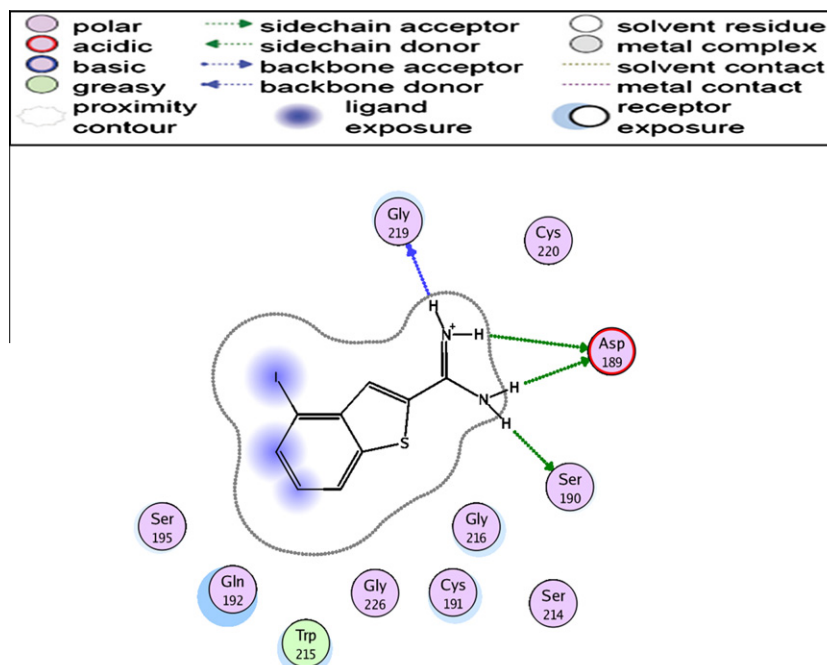 polar sidechain acceptor solvent residue
acidic sidechain donor metal complex
basic backbone acceptor solvent contact
greasy backbone donor metal contact
proximity contour ligand exposure receptor exposure
Gly 219
Cys 220
H
N+ H
Asp 189
H
N
H
I
S
Ser 190
Ser 195
Gly 216
Gln 192
Gly 226
Cys 191
Ser 214
Trp 215